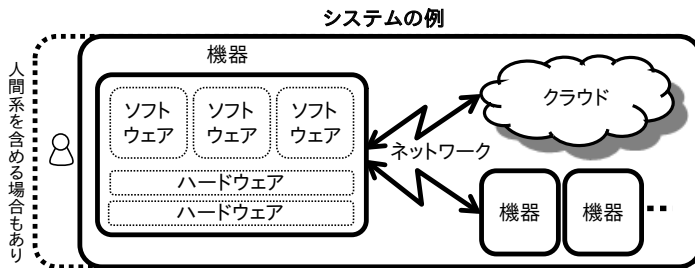 システムの例
人間系を含める場合もあり
機器
ソフト
ウェア
ソフト
ウェア
ソフト
ウェア
ハードウェア
ハードウェア
ネットワーク
クラウド
機器
機器